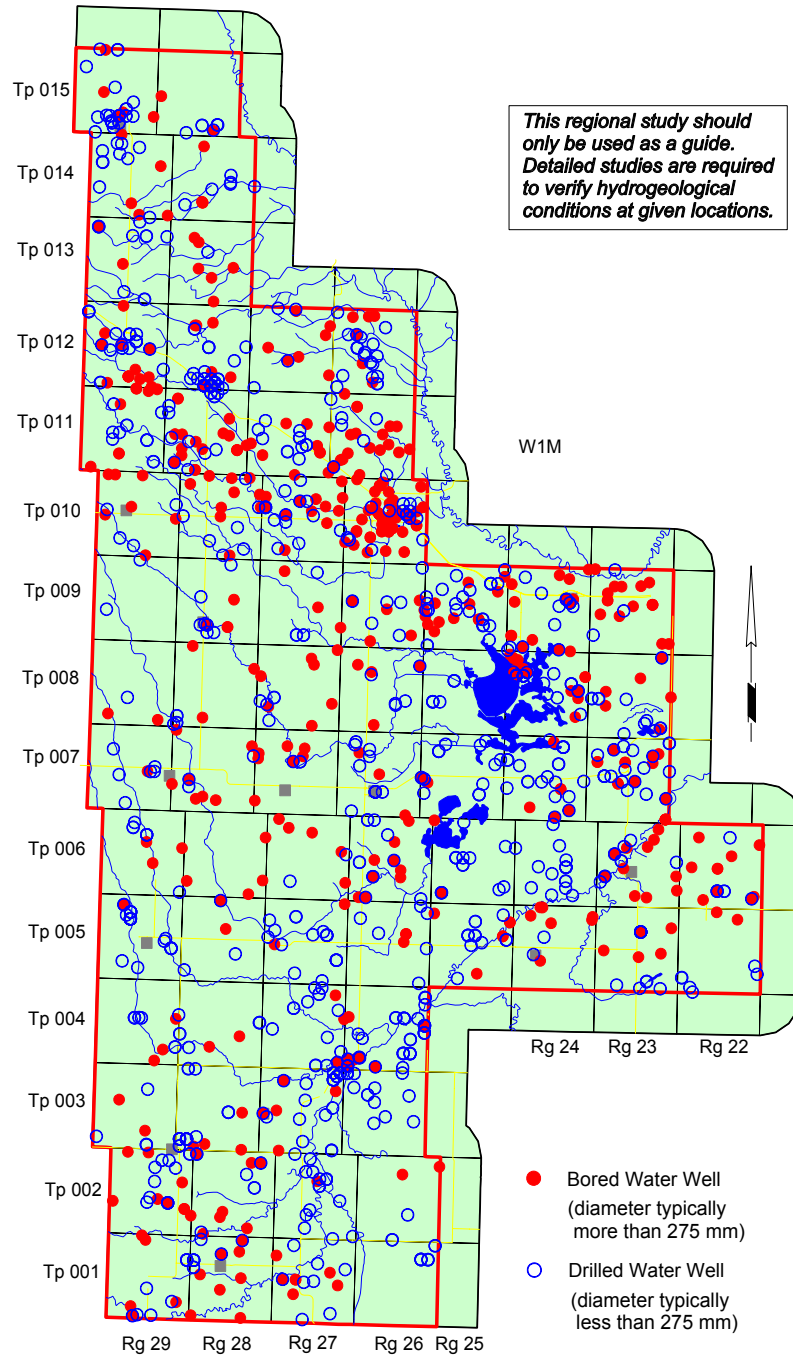 Tp 015
This regional study should
only be used as a guide.
Detailed studies are required
to verify hydrogeological
conditions at given locations.
Tp 014
Tp 013
Tp 012
Tp 011
W1M
Tp 010
Tp 009
Tp 008
Tp 007
Tp 006
Tp 005
Tp 004
Rg 24
Rg 23
Rg 22
Tp 003
Tp 002
Bored Water Well
(diameter typically
more than 275 mm)
Tp 001
Drilled Water Well
(diameter typically
less than 275 mm)
Rg 29
Rg 28
Rg 27
Rg 26
Rg 25